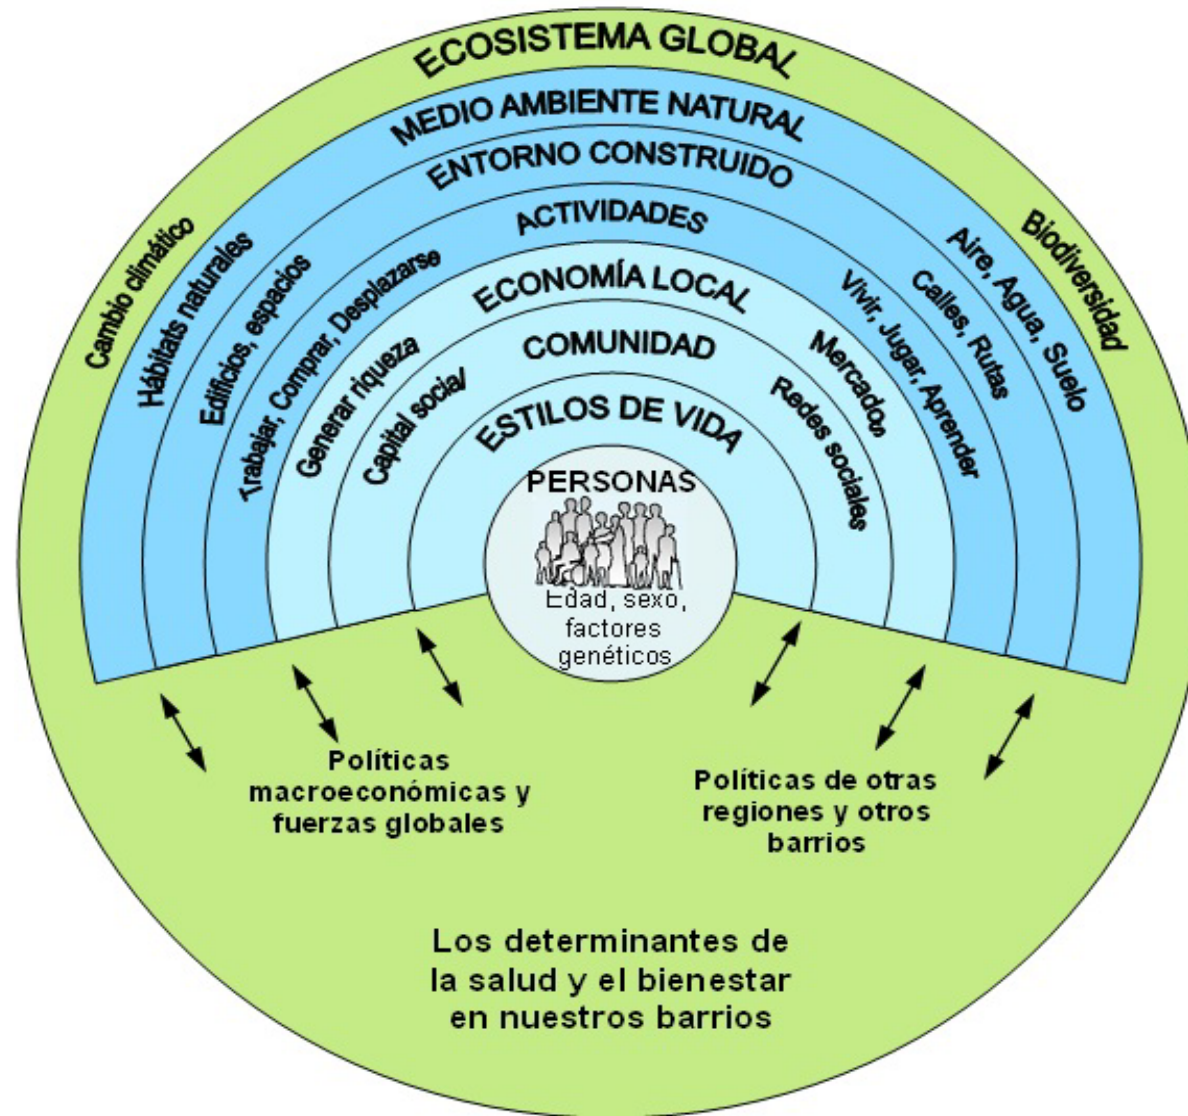 ECOSISTEMA GLOBAL
Cambio climático
Biodiversidad
MEDIO AMBIENTE NATURAL
Hábitats naturales
Aire, Agua, Suelo
ENTORNO CONSTRUIDO
Edificios, espacios
Calles, Rutas
ACTIVIDADES
Trabajar, Comprar, Desplazarse
Vivir, Jugar, Aprender
ECONOMÍA LOCAL
Generar riqueza
Mercados
COMUNIDAD
Capital social
Redes sociales
ESTILOS DE VIDA
PERSONAS
Edad, sexo,
factores
genéticos
Políticas
macroeconómicas y
fuerzas globales
Políticas de otras
regiones y otros
barrios
Los determinantes de
la salud y el bienestar
en nuestros barrios